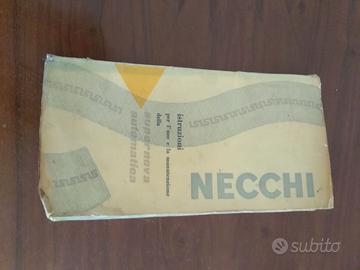 istruzioni
per l'uso e la manutenzione
della
supernova
automatica
NECCHI
subito